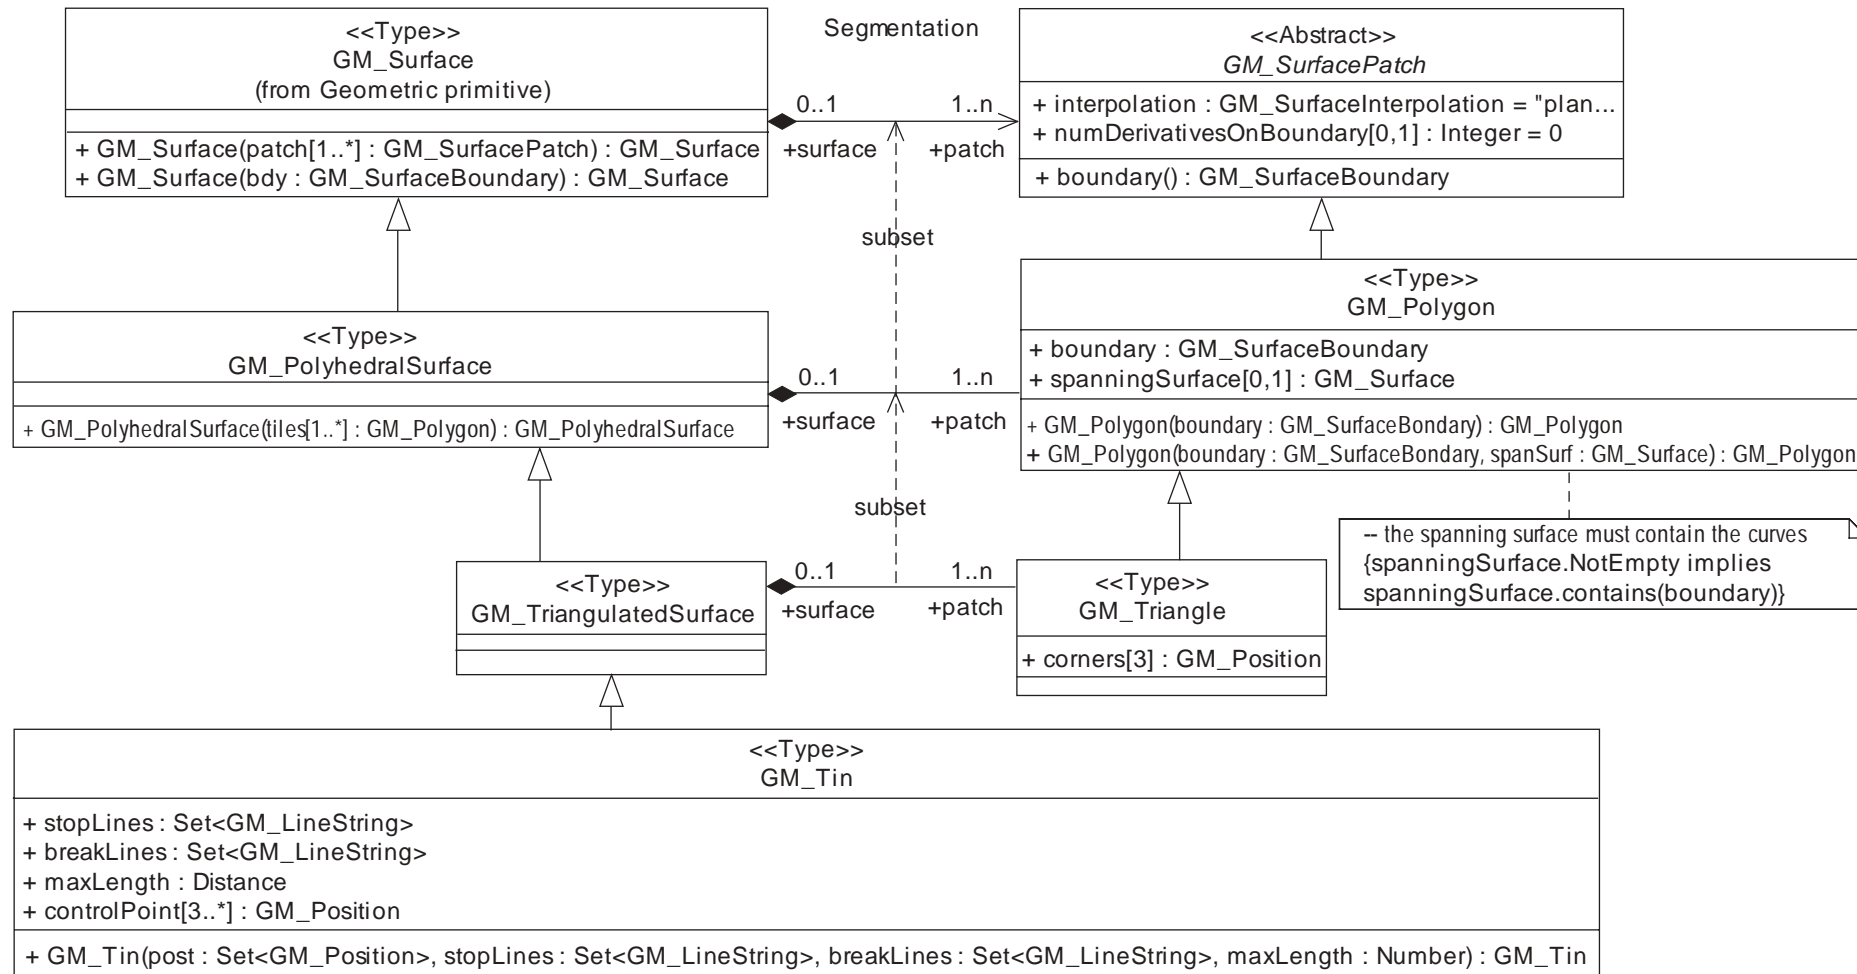 <<Type>>
GM_Surface
(from Geometric primitive)
+ GM_Surface(patch[1..*] : GM_SurfacePatch) : GM_Surface
+ GM_Surface(bdy : GM_SurfaceBoundary) : GM_Surface
Segmentation
0..1
1..n
+surface
+patch
<<Abstract>>
GM_SurfacePatch
+ interpolation : GM_SurfaceInterpolation = "plan...
+ numDerivativesOnBoundary[0,1] : Integer = 0
+ boundary() : GM_SurfaceBoundary
subset
<<Type>>
GM_PolyhedralSurface
+ GM_PolyhedralSurface(tiles[1..*] : GM_Polygon) : GM_PolyhedralSurface
0..1
1..n
+surface
+patch
<<Type>>
GM_Polygon
+ boundary : GM_SurfaceBoundary
+ spanningSurface[0,1] : GM_Surface
+ GM_Polygon(boundary : GM_SurfaceBondary) : GM_Polygon
+ GM_Polygon(boundary : GM_SurfaceBondary, spanSurf : GM_Surface) : GM_Polygon
subset
-- the spanning surface must contain the curves
{spanningSurface.NotEmpty implies
spanningSurface.contains(boundary)}
<<Type>>
GM_TriangulatedSurface
0..1
1..n
+surface
+patch
<<Type>>
GM_Triangle
+ corners[3] : GM_Position
<<Type>>
GM_Tin
+ stopLines : Set<GM_LineString>
+ breakLines : Set<GM_LineString>
+ maxLength : Distance
+ controlPoint[3..*] : GM_Position
+ GM_Tin(post : Set<GM_Position>, stopLines : Set<GM_LineString>, breakLines : Set<GM_LineString>, maxLength : Number) : GM_Tin